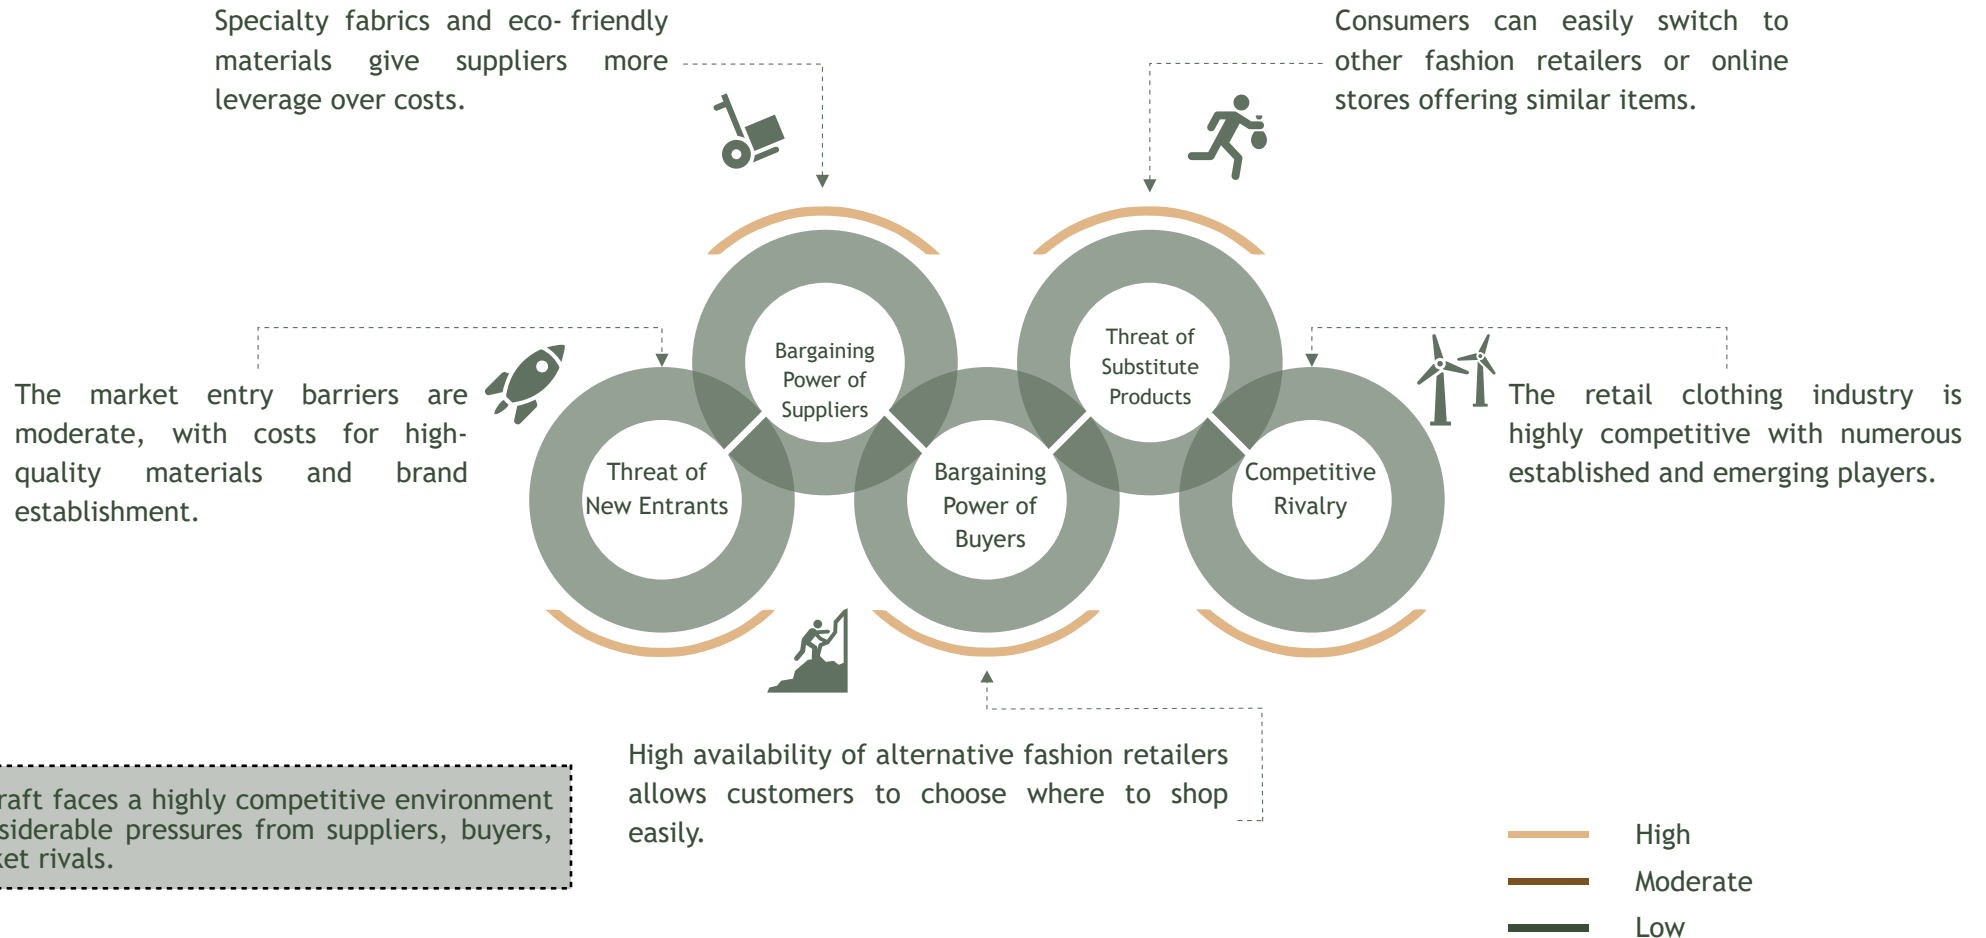 Specialty fabrics and eco- friendly
materials give suppliers more
leverage over costs.
Consumers can easily switch to
other fashion retailers or online
stores offering similar items.
The market entry barriers are
moderate, with costs for high-
quality materials and brand
establishment.
Threat of
New Entrants
Bargaining
Power of
Suppliers
Bargaining
Power of
Buyers
Threat of
Substitute
Products
Competitive
Rivalry
The retail clothing industry is
highly competitive with numerous
established and emerging players.
High availability of alternative fashion retailers
allows customers to choose where to shop
easily.
faces a highly competitive environment
pressures from suppliers, buyers,
rivals.
High
Moderate
Low